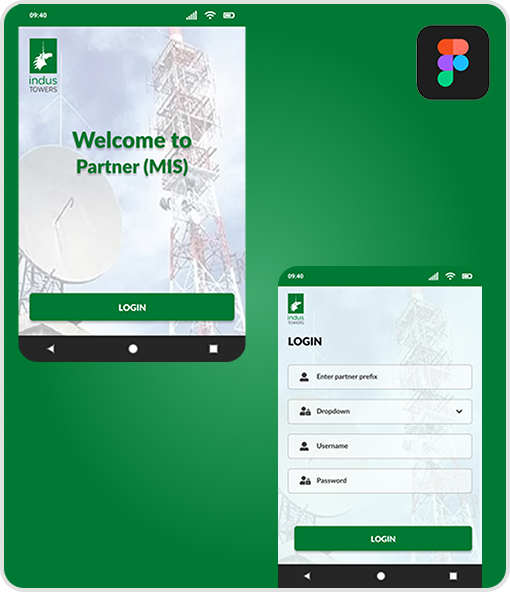 09:40
indus
TOWERS
Welcome to
Partner (MIS)
LOGIN
09:40
indus
TOWERS
LOGIN
Enter partner prefix
Dropdown
Username
Password
LOGIN